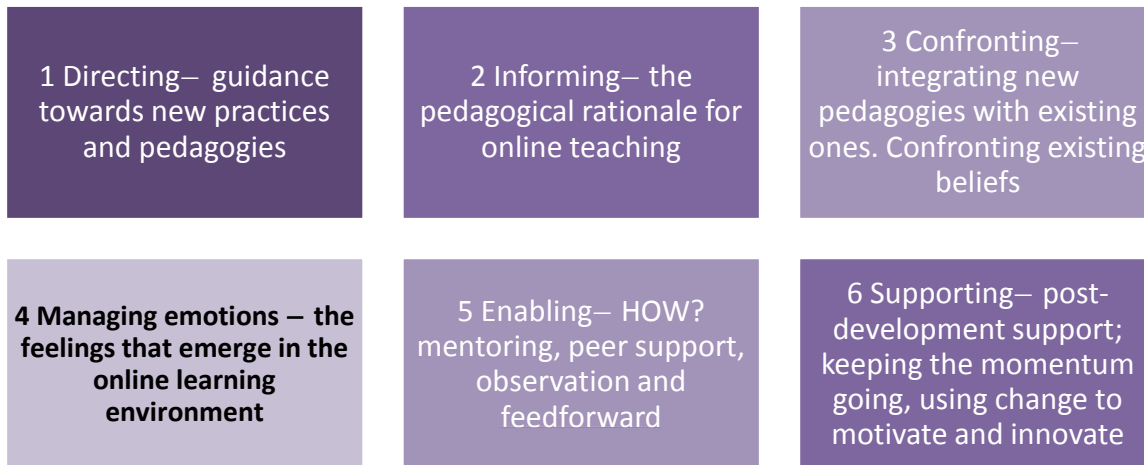 1 Directing– guidance
towards new practices
and pedagogies
2 Informing– the
pedagogical rationale for
online teaching
3 Confronting–
integrating new
pedagogies with existing
ones. Confronting existing
beliefs
4 Managing emotions – the
feelings that emerge in the
online learning
environment
5 Enabling– HOW?
mentoring, peer support,
observation and
feedforward
6 Supporting– post-
development support;
keeping the momentum
going, using change to
motivate and innovate